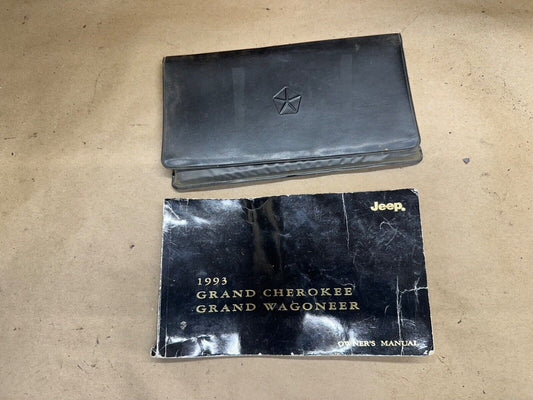 Jeep®
1993
GRAND CHEROKEE
GRAND WAGONEER
OWNER'S MANUAL